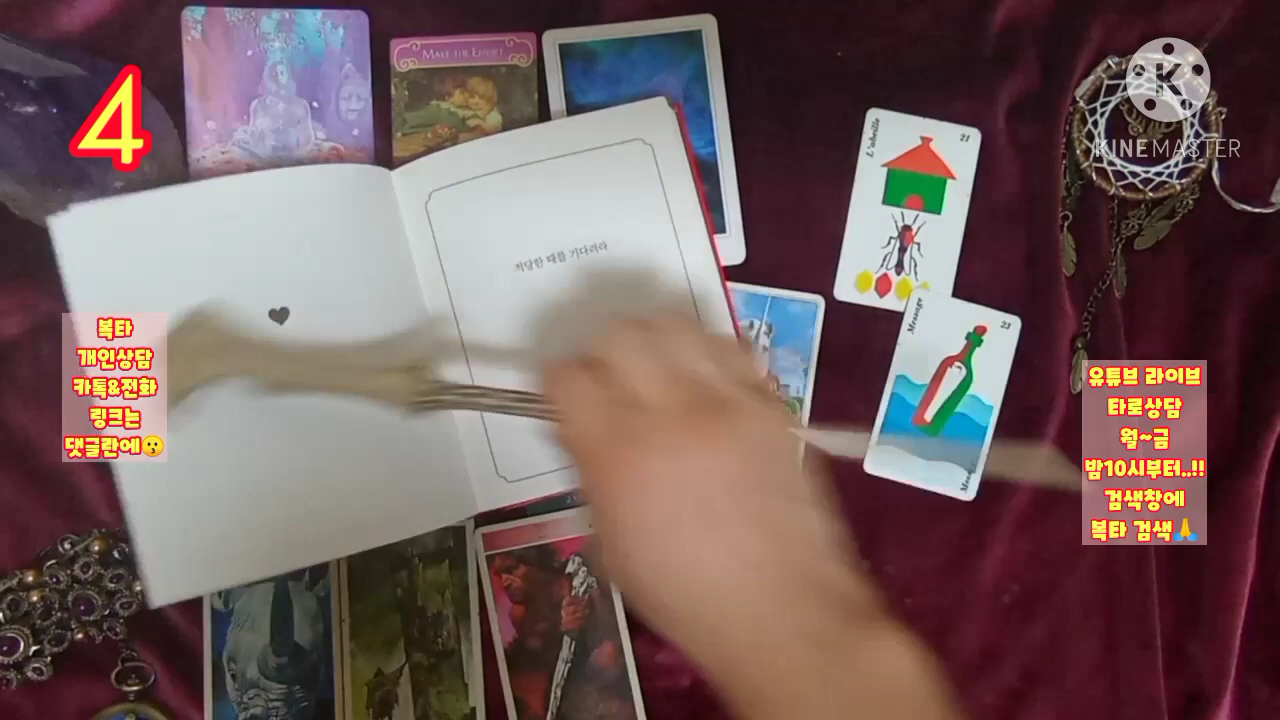 4
MAKE THE EFFORT
KINEMASTER
L'abeille
21
적당한 때를 기다려라
Message
23
복타
개인상담
카톡&전화
링크는
댓글란에😗
유튜브 라이브
타로상담
월~금
밤10시부터..!!
검색창에
복타 검색🙏